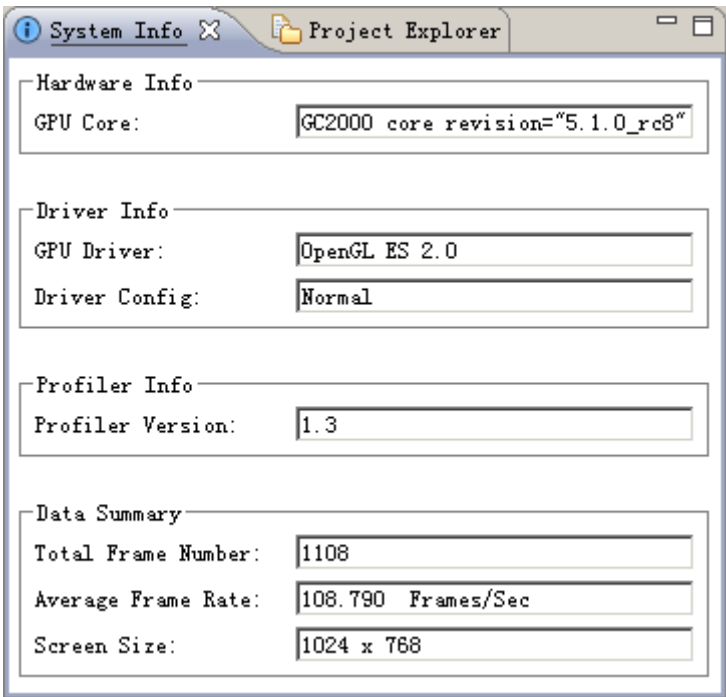 System Info Project Explorer
Hardware Info
GPU Core: GC2000 core revision="5.1.0_rc8"
Driver Info
GPU Driver: OpenGL ES 2.0
Driver Config: Normal
Profiler Info
Profiler Version: 1.3
Data Summary
Total Frame Number: 1108
Average Frame Rate: 108.790 Frames/Sec
Screen Size: 1024 x 768